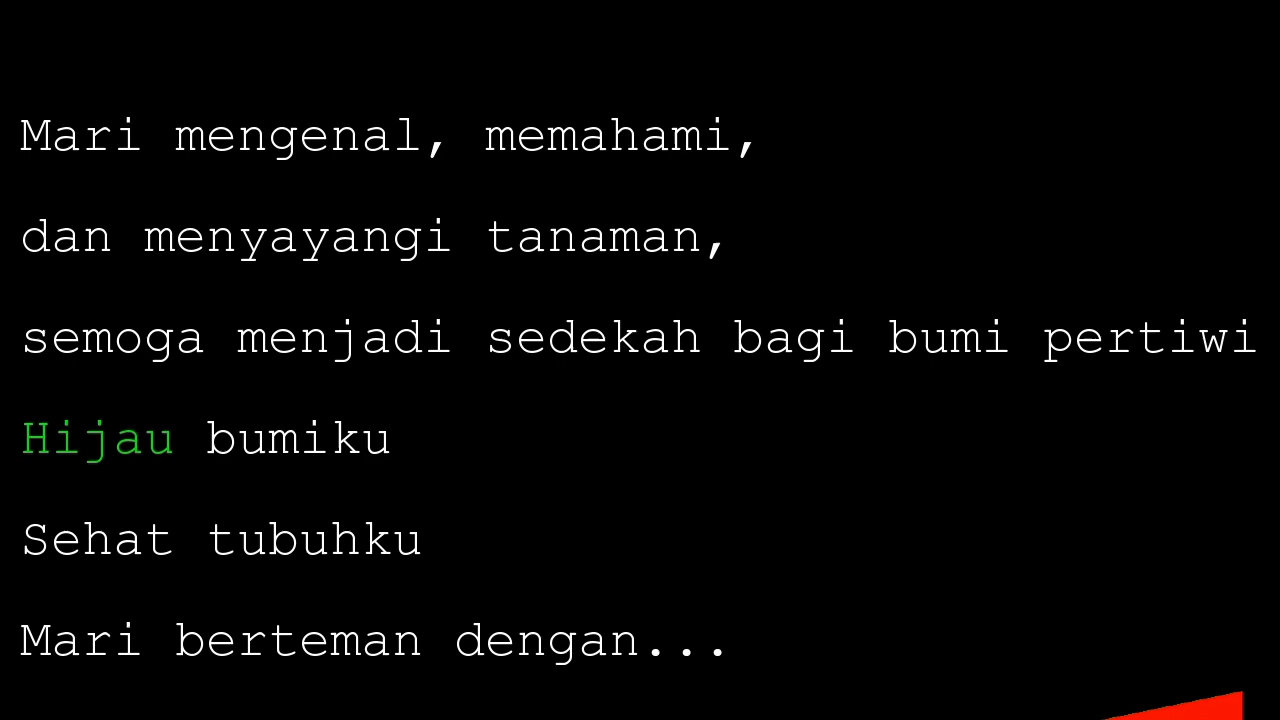 Mari mengenal, memahami,
dan menyayangi tanaman,
semoga menjadi sedekah bagi bumi pertiwi
Hijau bumiku
Sehat tubuhku
Mari berteman dengan...